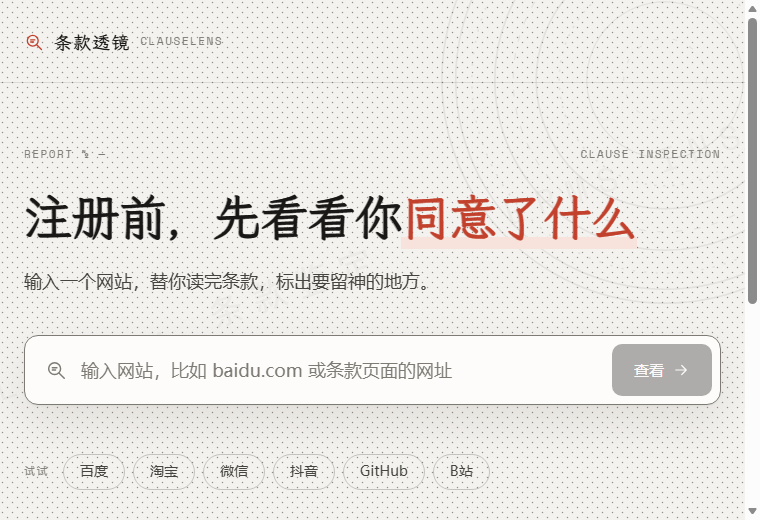 条款透镜 CLAUSELENS
REPORT № —
CLAUSE INSPECTION
注册前，先看看你同意了什么
输入一个网站，替你读完条款，标出要留神的地方。
输入网站，比如 baidu.com 或条款页面的网址
查看 →
试试 百度 淘宝 微信 抖音 GitHub B站